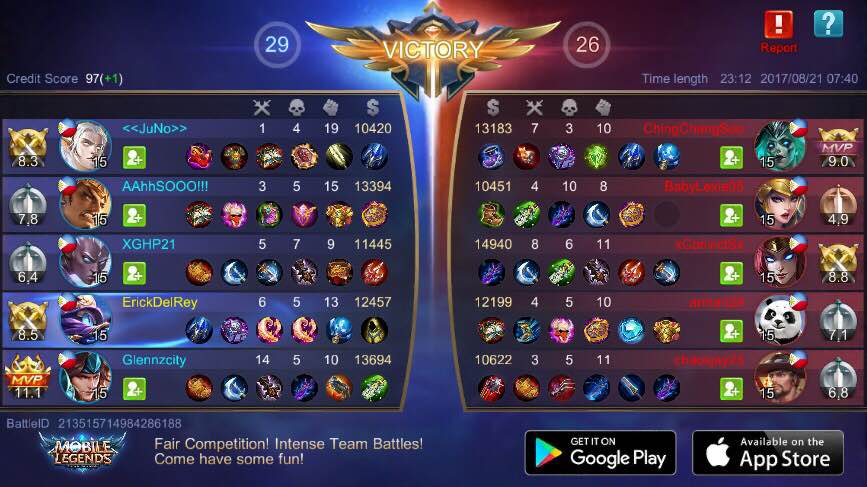 29 VICTORY 26
Report
Credit Score 97(+1)
Time length 23:12 2017/08/21 07:40
8.3 15 <<JuNo>> 1 4 19 10420
13183 7 3 10 ChingChangSoo 15 MVP 9.0
7,8 15 AAhhSOOO!!! 3 5 15 13394
10451 4 10 8 15 4,9
6,4 15 XGHP21 5 7 9 11445
14940 8 6 11 15 8.8
8.5 15 ErickDelRey 6 5 13 12457
12199 4 5 10 15 7,1
MVP 11.1 15 Glennzcity 14 5 10 13694
10622 3 5 11 15 6,8
BattleID 213515714984286188
MOBILE LEGENDS
Fair Competition! Intense Team Battles!
Come have some fun!
GET IT ON
Google Play
Available on the
App Store